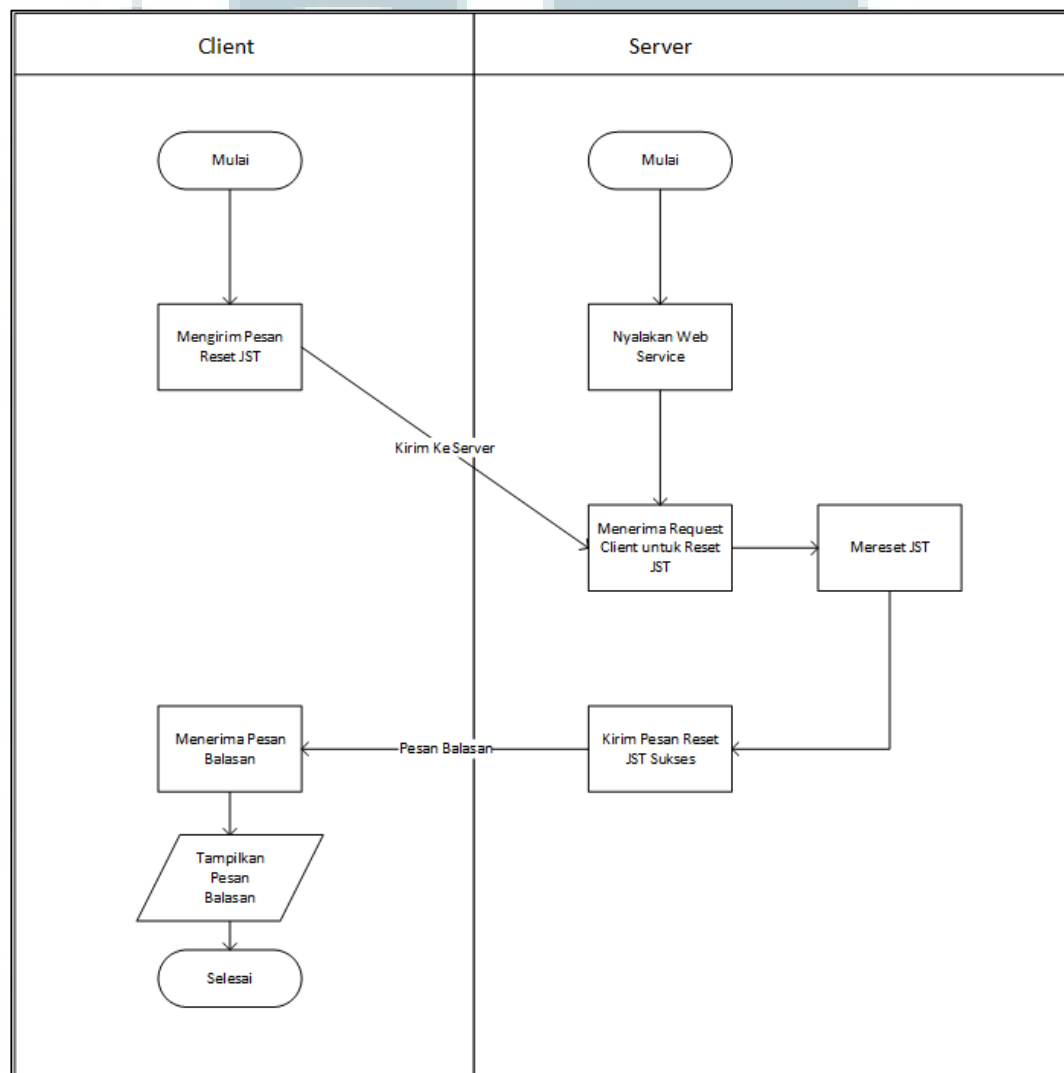 Client
Server
Mulai
Mulai
Mengirim Pesan
Reset JST
Nyalakan Web
Service
Kirim Ke Server
Menerima Request
Client untuk Reset
JST
Mereset JST
Menerima Pesan
Balasan
Pesan Balasan
Kirim Pesan Reset
JST Sukses
Tampilkan
Pesan
Balasan
Selesai